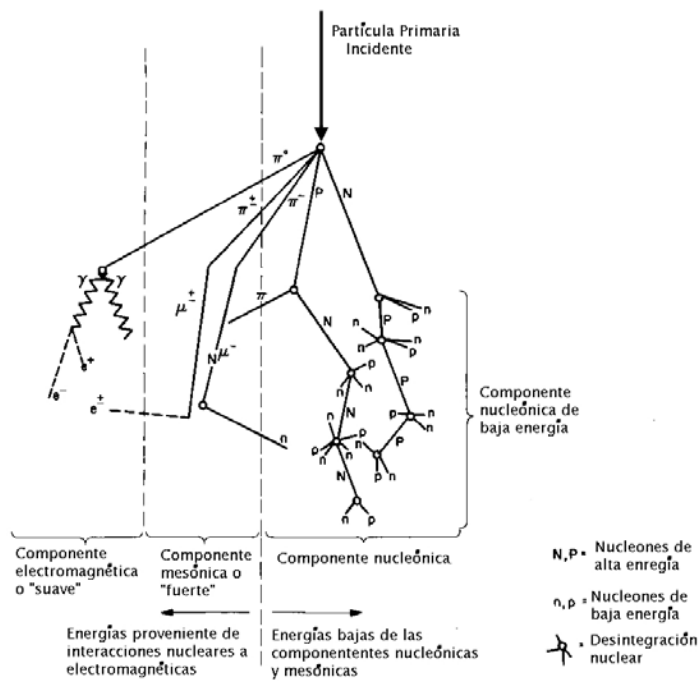 Partícula Primaria
Incidente
π°
π±
π⁻
P
N
γ
γ
μ±
π
N
μ⁻
e⁺
e⁻
e±
n
n
p
P
n
n
n
p
N
P
n
p
n
n
N
P
p
n
n
P
p
n
n
p
n
n
N
p
n
n
p
Componente
nucleónica de
baja energía
Componente
electromagnética
o "suave"
Componente
mesónica o
"fuerte"
Componente nucleónica
Energías proveniente de
interacciones nucleares a
electromagnéticas
Energías bajas de las
componententes nucleónicas
y mesónicas
N,P = Nucleones de
alta enregía
n,p = Nucleones de
baja energía
= Desintegración
nuclear